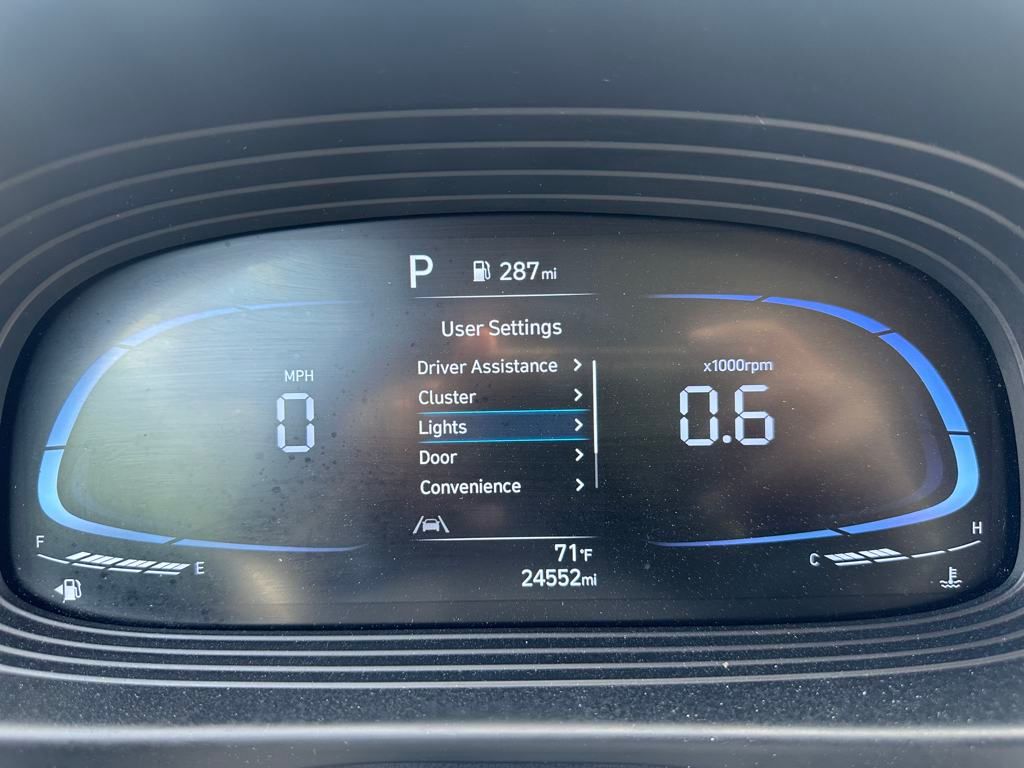 P 287mi
User Settings
Driver Assistance >
Cluster >
Lights >
Door >
Convenience >
MPH
0
x1000rpm
0.6
71°F
24552mi
F
E
C
H